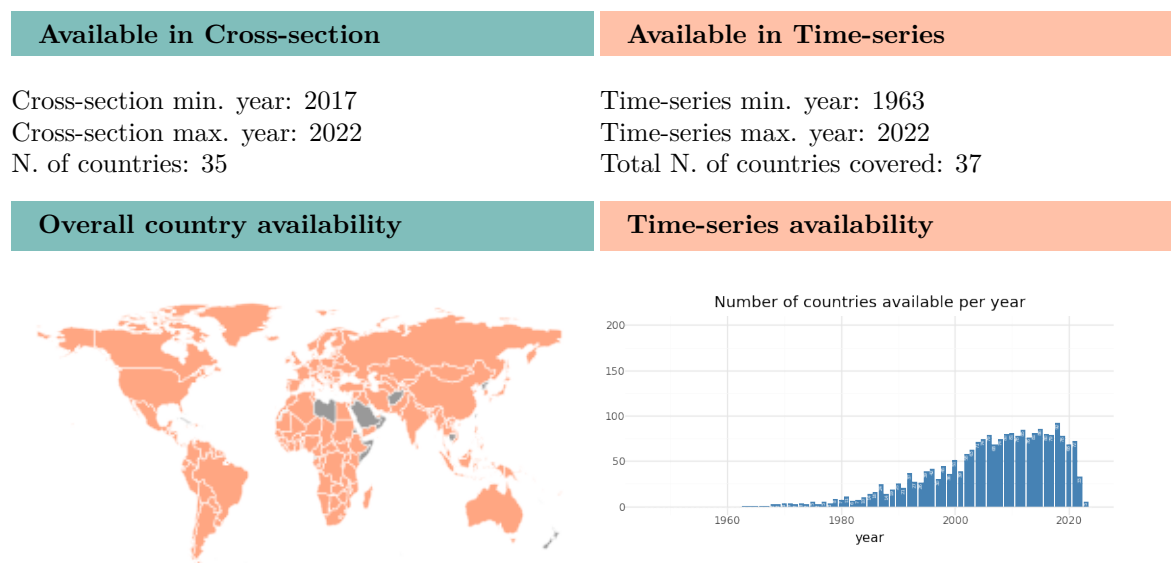 Available in Cross-section
Available in Time-series
Cross-section min. year: 2017
Cross-section max. year: 2022
N. of countries: 35
Time-series min. year: 1963
Time-series max. year: 2022
Total N. of countries covered: 37
Overall country availability
Time-series availability
Number of countries available per year
200
150
100
50
0
1960
1980
2000
2020
year